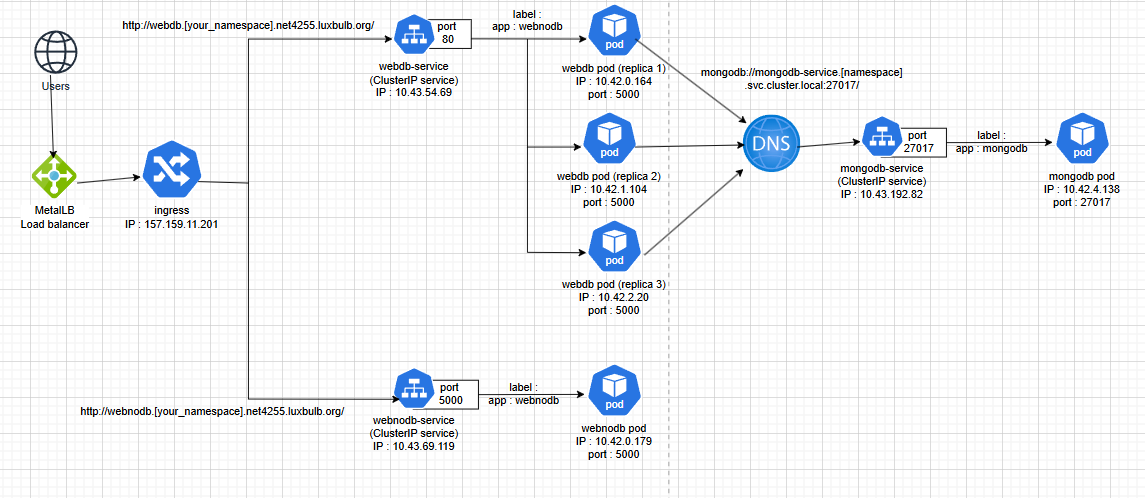 Users
MetalLB
Load balancer
ingress
IP : 157.159.11.201
http://webdb.[your_namespace].net4255.luxbulb.org/
port
80
webdb-service
(ClusterIP service)
IP : 10.43.54.69
label :
app : webnodb
pod
webdb pod (replica 1)
IP : 10.42.0.164
port : 5000
pod
webdb pod (replica 2)
IP : 10.42.1.104
port : 5000
pod
webdb pod (replica 3)
IP : 10.42.2.20
port : 5000
mongodb://mongodb-service.[namespace]
.svc.cluster.local:27017/
DNS
port
27017
mongodb-service
(ClusterIP service)
IP : 10.43.192.82
label :
app : mongodb
pod
mongodb pod
IP : 10.42.4.138
port : 27017
http://webnodb.[your_namespace].net4255.luxbulb.org/
port
5000
webnodb-service
(ClusterIP service)
IP : 10.43.69.119
label :
app : webnodb
pod
webnodb pod
IP : 10.42.0.179
port : 5000